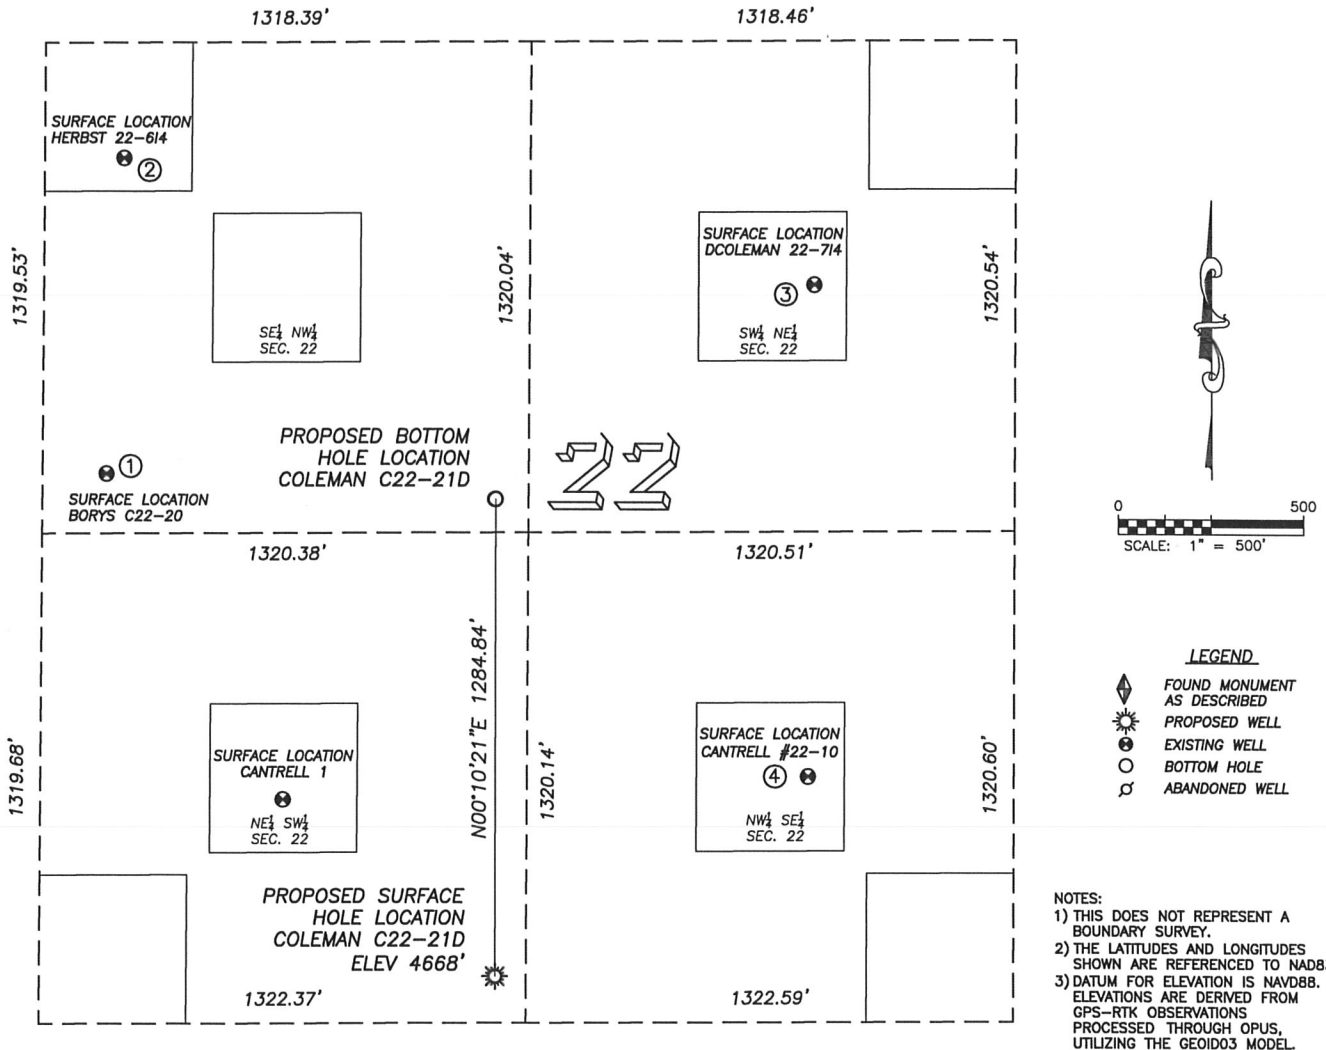 1318.39'
1318.46'
SURFACE LOCATION
HERBST 22-6I4
2
1319.53'
SE¼ NW¼
SEC. 22
1320.04'
SURFACE LOCATION
DCOLEMAN 22-7I4
3
SW¼ NE¼
SEC. 22
1320.54'
PROPOSED BOTTOM
HOLE LOCATION
COLEMAN C22-21D
22
1
SURFACE LOCATION
BORYS C22-20
1320.38'
1320.51'
0 500
SCALE: 1" = 500'
N00°10'21"E 1284.84'
1319.68'
SURFACE LOCATION
CANTRELL 1
NE¼ SW¼
SEC. 22
1320.14'
SURFACE LOCATION
CANTRELL #22-10
4
NW¼ SE¼
SEC. 22
1320.60'
PROPOSED SURFACE
HOLE LOCATION
COLEMAN C22-21D
ELEV 4668'
1322.37'
1322.59'
LEGEND
FOUND MONUMENT
AS DESCRIBED
PROPOSED WELL
EXISTING WELL
BOTTOM HOLE
ABANDONED WELL
NOTES:
1) THIS DOES NOT REPRESENT A
BOUNDARY SURVEY.
2) THE LATITUDES AND LONGITUDES
SHOWN ARE REFERENCED TO NAD8
3) DATUM FOR ELEVATION IS NAVD88.
ELEVATIONS ARE DERIVED FROM
GPS-RTK OBSERVATIONS
PROCESSED THROUGH OPUS,
UTILIZING THE GEOID03 MODEL.